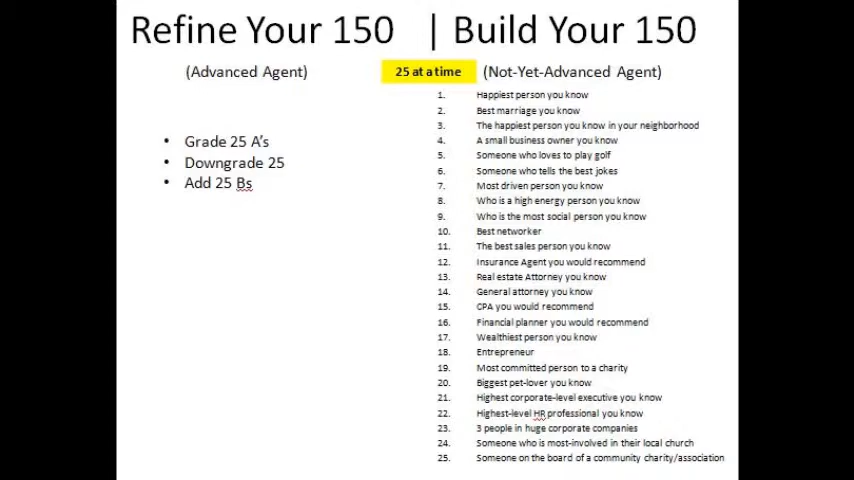 Refine Your 150 | Build Your 150
(Advanced Agent)
25 at a time
(Not-Yet-Advanced Agent)
• Grade 25 A's
• Downgrade 25
• Add 25 Bs
1. Happiest person you know
2. Best marriage you know
3. The happiest person you know in your neighborhood
4. A small business owner you know
5. Someone who loves to play golf
6. Someone who tells the best jokes
7. Most driven person you know
8. Who is a high energy person you know
9. Who is the most social person you know
10. Best networker
11. The best sales person you know
12. Insurance Agent you would recommend
13. Real estate Attorney you know
14. General attorney you know
15. CPA you would recommend
16. Financial planner you would recommend
17. Wealthiest person you know
18. Entrepreneur
19. Most committed person to a charity
20. Biggest pet-lover you know
21. Highest corporate-level executive you know
22. Highest-level HR professional you know
23. 3 people in huge corporate companies
24. Someone who is most-involved in their local church
25. Someone on the board of a community charity/association